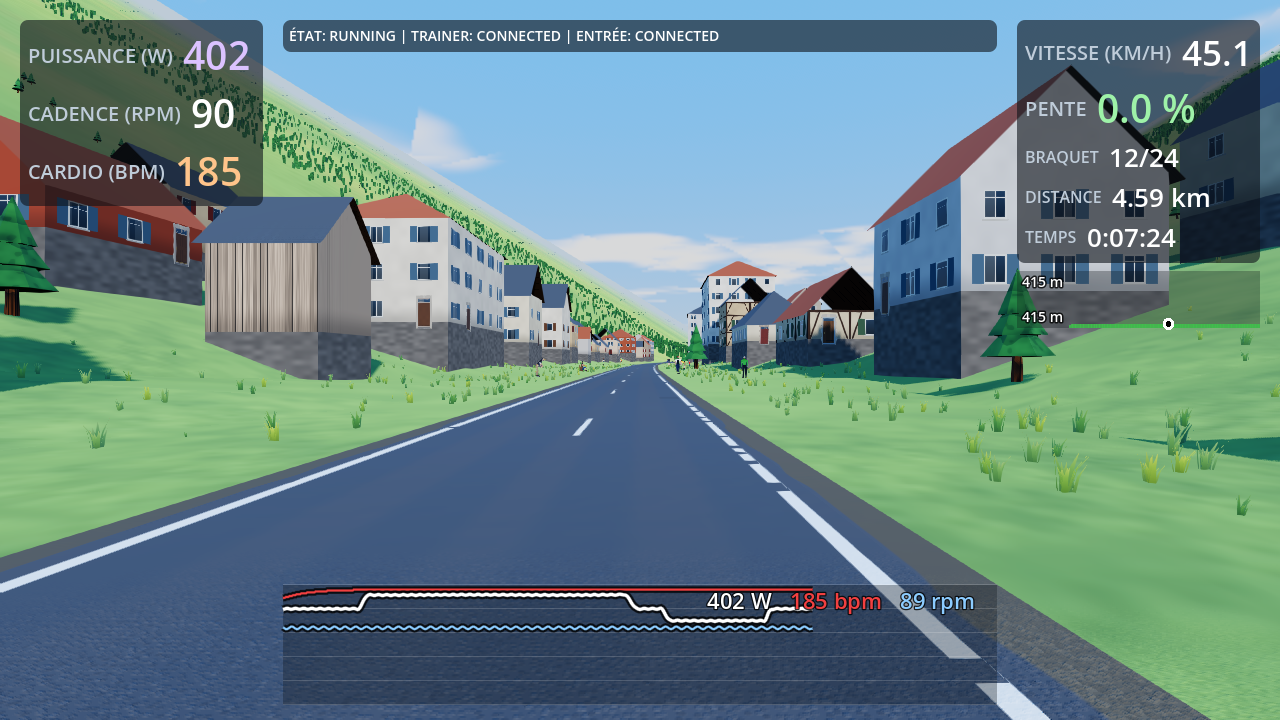 PUISSANCE (W) 402
CADENCE (RPM) 90
CARDIO (BPM) 185
ÉTAT: RUNNING | TRAINER: CONNECTED | ENTRÉE: CONNECTED
VITESSE (KM/H) 45.1
PENTE 0.0 %
BRAQUET 12/24
DISTANCE 4.59 km
TEMPS 0:07:24
415 m
415 m
402 W 185 bpm 89 rpm